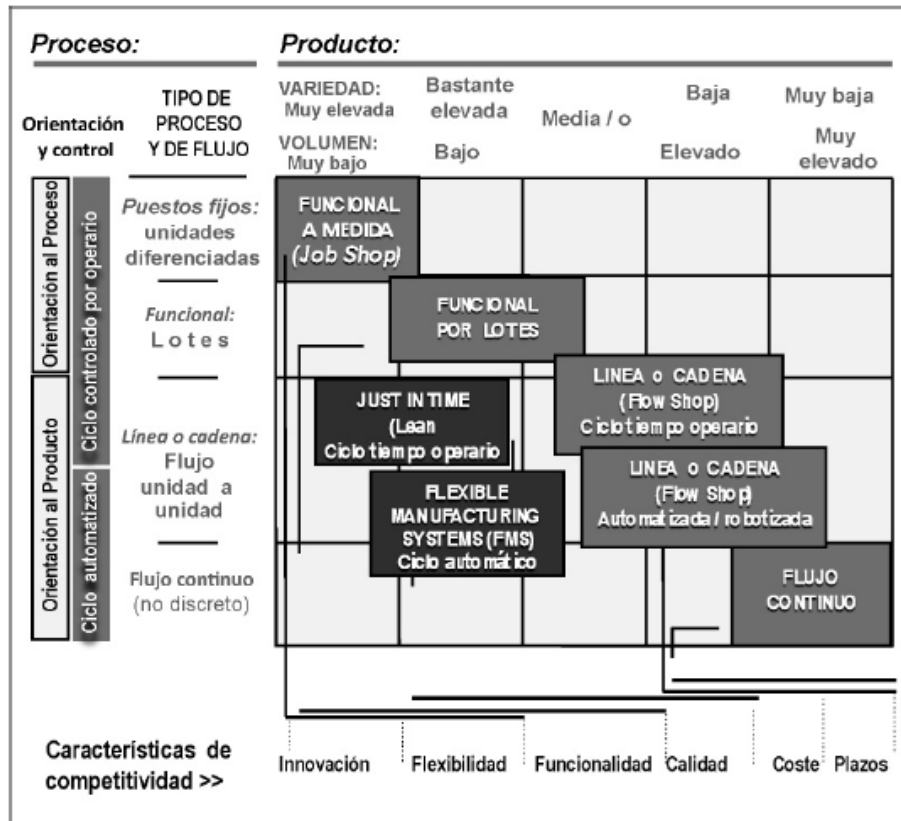 Proceso:
Producto:
Orientación
y control
TIPO DE
PROCESO
Y DE FLUJO
VARIEDAD:
Muy elevada
VOLUMEN:
Muy bajo
Bastante
elevada
Bajo
Media / o
Baja
Elevado
Muy baja
Muy
elevado
Orientación al Proceso
Orientación al Producto
Ciclo controlado por operario
Ciclo automatizado
Puestos fijos:
unidades
diferenciadas
Funcional:
Lotes
Línea o cadena:
Flujo
unidad a
unidad
Flujo continuo
(no discreto)
FUNCIONAL
A MEDIDA
(Job Shop)
FUNCIONAL
POR LOTES
JUST IN TIME
(Lean
Ciclo tiempo operario
LINEA o CADENA
(Flow Shop)
Ciclo tiempo operario
FLEXIBLE
MANUFACTURING
SYSTEMS (FMS)
Ciclo automático
LINEA o CADENA
(Flow Shop)
Automatizada / robotizada
FLUJO
CONTINUO
Características de
competitividad >>
Innovación
Flexibilidad
Funcionalidad
Calidad
Coste
Plazos